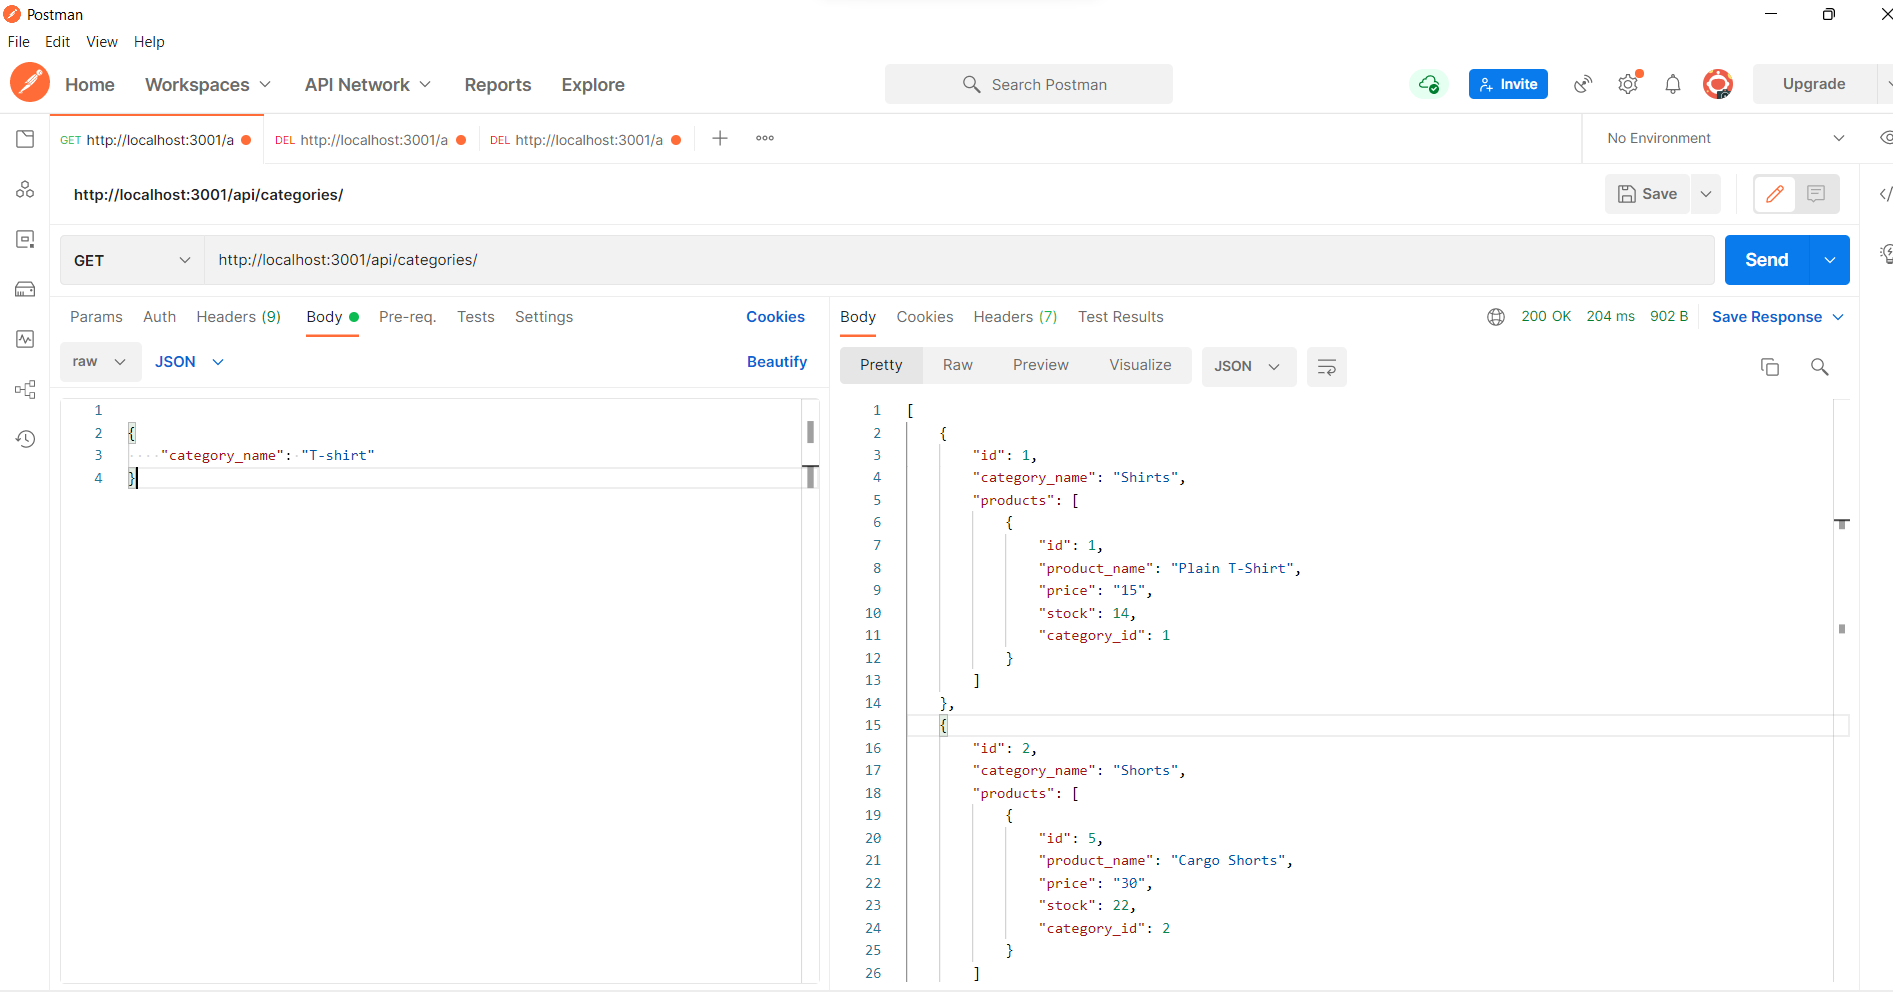 Postman
File Edit View Help
Home Workspaces API Network Reports Explore Search Postman Invite Upgrade
GET http://localhost:3001/a DEL http://localhost:3001/a DEL http://localhost:3001/a No Environment
http://localhost:3001/api/categories/ Save
GET http://localhost:3001/api/categories/ Send
Params Auth Headers (9) Body Pre-req. Tests Settings Cookies
raw JSON Beautify
1
2 {
3 "category_name": "T-shirt"
4 }
Body Cookies Headers (7) Test Results 200 OK 204 ms 902 B Save Response
Pretty Raw Preview Visualize JSON
1 [
2 {
3 "id": 1,
4 "category_name": "Shirts",
5 "products": [
6 {
7 "id": 1,
8 "product_name": "Plain T-Shirt",
9 "price": "15",
10 "stock": 14,
11 "category_id": 1
12 }
13 ]
14 },
15 {
16 "id": 2,
17 "category_name": "Shorts",
18 "products": [
19 {
20 "id": 5,
21 "product_name": "Cargo Shorts",
22 "price": "30",
23 "stock": 22,
24 "category_id": 2
25 }
26 ]